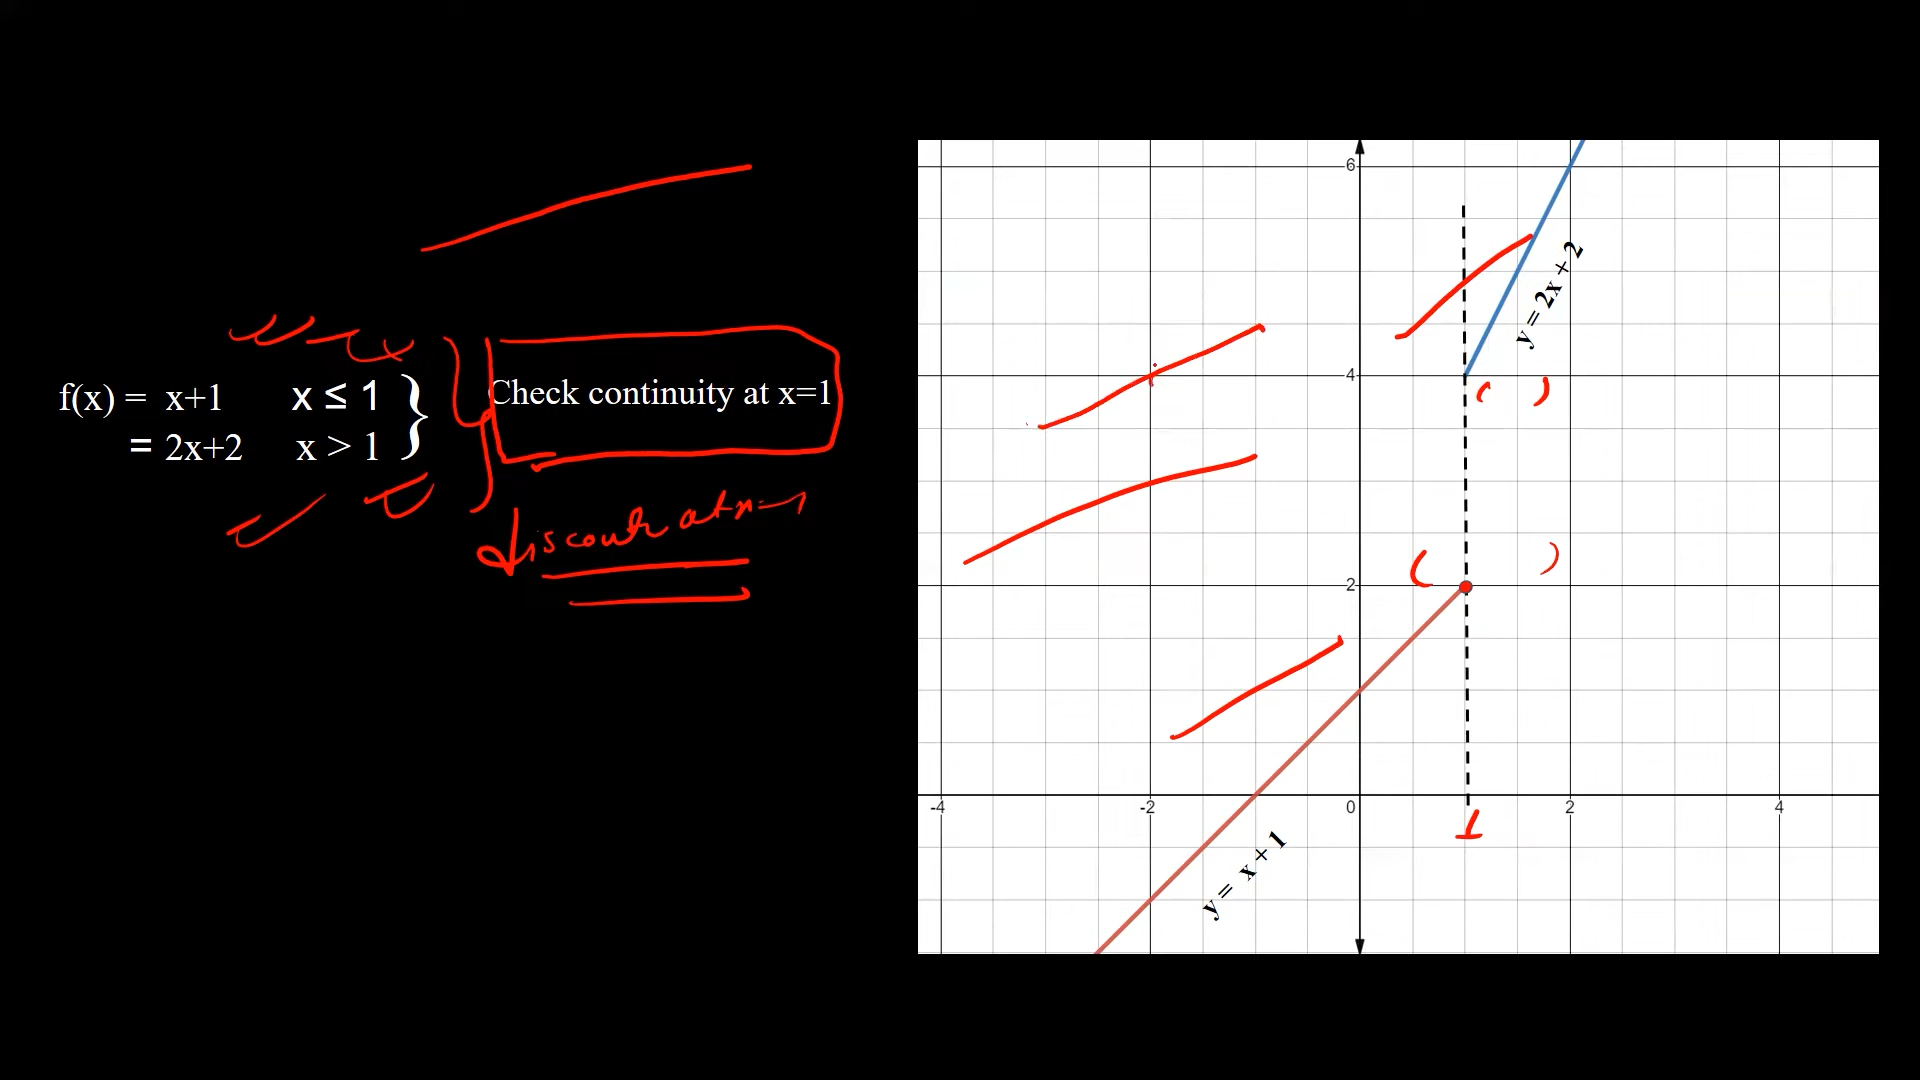 f(x) = x+1 x ≤ 1 }
= 2x+2 x > 1
Check continuity at x=1
at x=1
6
4
2
-4 -2 0 2 4
1
y = 2x + 2
y = x + 1
( )
( )